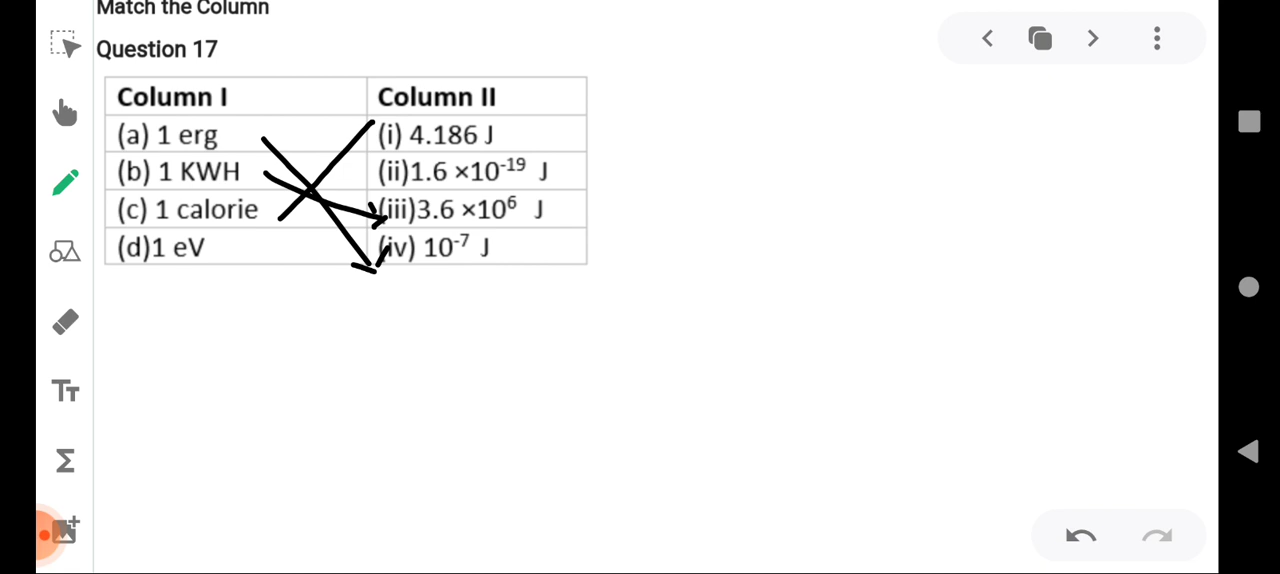 Match the Column
Question 17
Column I Column II
(a) 1 erg (i) 4.186 J
(b) 1 KWH (ii)1.6 ×10⁻¹⁹ J
(c) 1 calorie (iii)3.6 ×10⁶ J
(d)1 eV (iv) 10⁻⁷ J